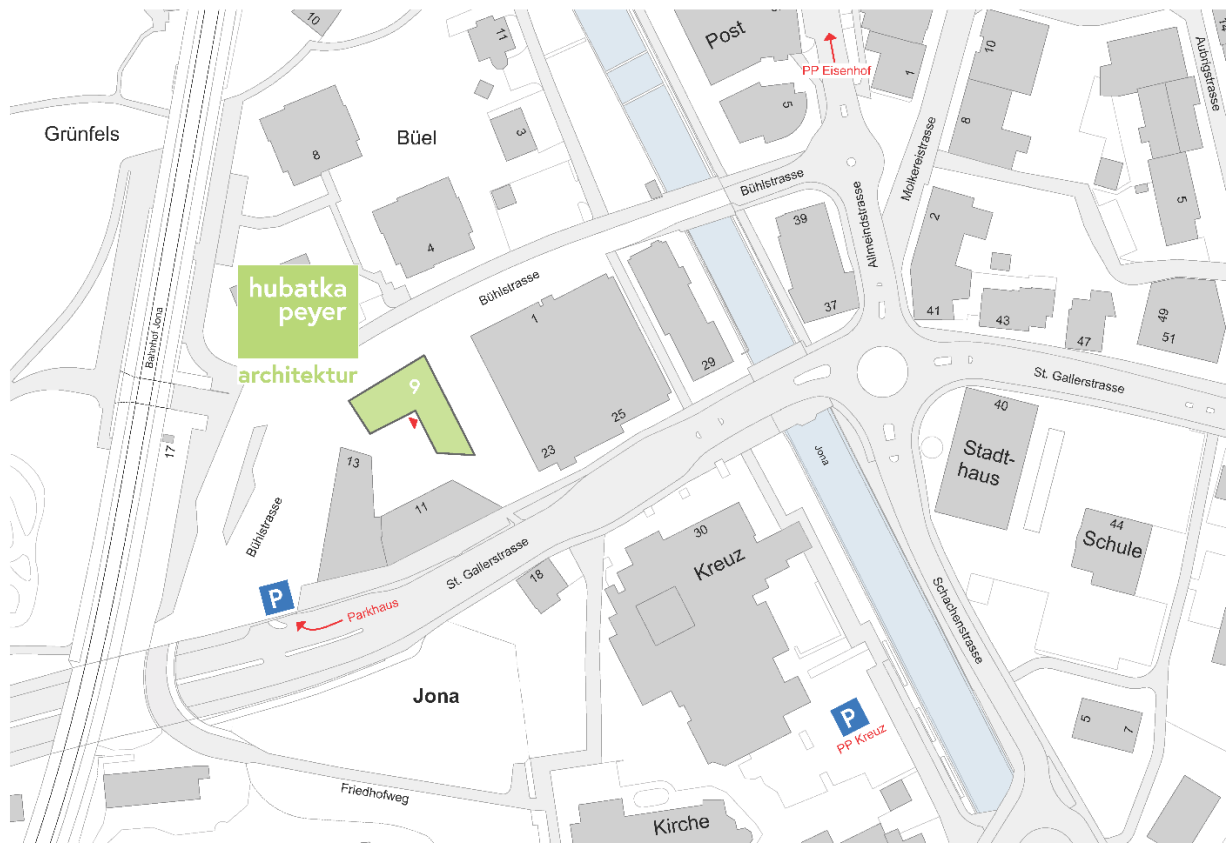 10
11
Post
PP Eisenhof
1
10
14
Aubrigstrasse
Grünfels
Büel
8
3
5
8
Molkereistrasse
Bühlstrasse
5
4
39
2
Allmeindstrasse
hubatka
peyer
architektur
Bühlstrasse
1
37
41
43
47
49
51
Bahnhof Jona
29
St. Gallerstrasse
9
25
23
40
Stadt-
haus
Jona
17
13
11
Bühlstrasse
30
Kreuz
44
Schule
St. Gallerstrasse
18
P
Parkhaus
Schachenstrasse
Jona
P
PP Kreuz
5
7
Friedhofweg
Kirche